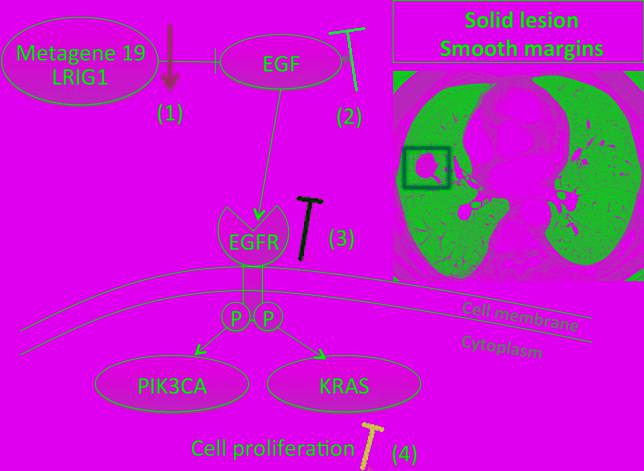 Solid lesion
Smooth margins
Metagene 19
LRIG1
EGF
(1)
(2)
EGFR
(3)
Cell membrane
P P
Cytoplasm
PIK3CA
KRAS
Cell proliferation
(4)